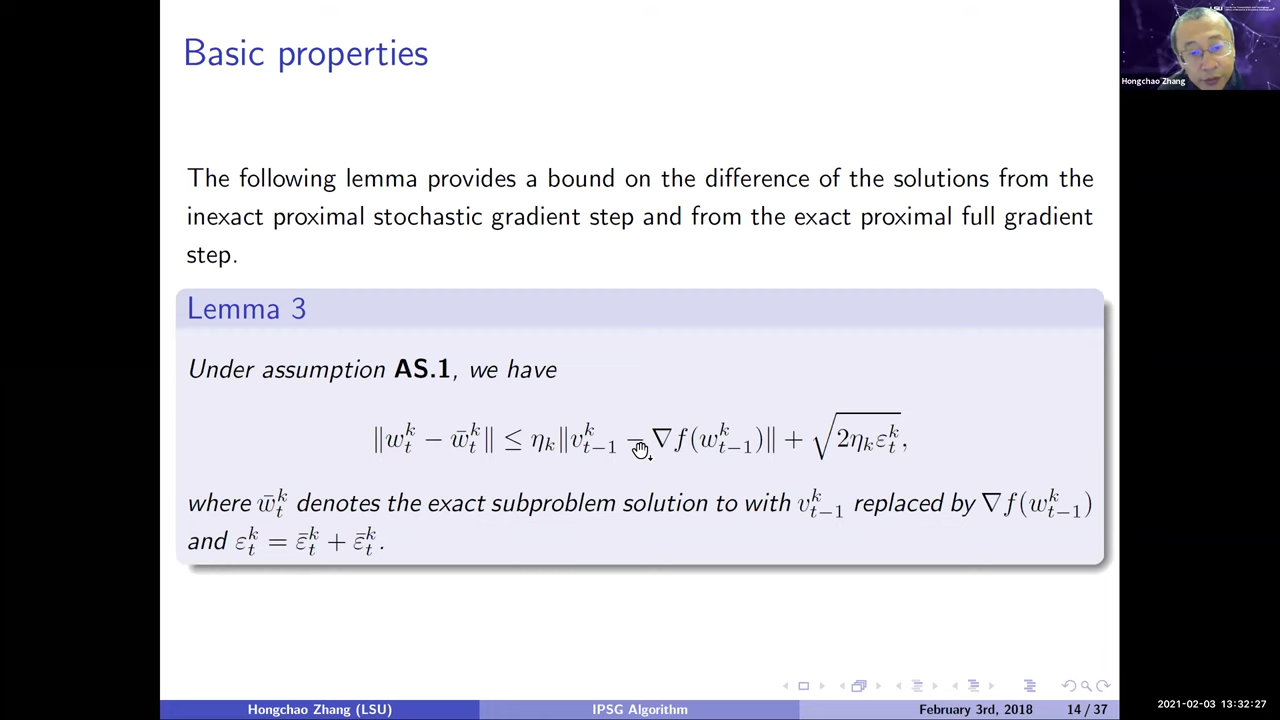 Basic properties
Hongchao Zhang
The following lemma provides a bound on the difference of the solutions from the
inexact proximal stochastic gradient step and from the exact proximal full gradient
step.
Lemma 3
Under assumption AS.1, we have
‖w_t^k − w̄_t^k‖ ≤ η_k‖v_{t−1}^k − ∇f(w_{t−1}^k)‖ + √(2η_kε_t^k),
where w̄_t^k denotes the exact subproblem solution to with v_{t−1}^k replaced by ∇f(w_{t−1}^k)
and ε_t^k = ε̄_t^k + ε̄_t^k.
Hongchao Zhang (LSU) IPSG Algorithm February 3rd, 2018 14 / 37
2021-02-03 13:32:27